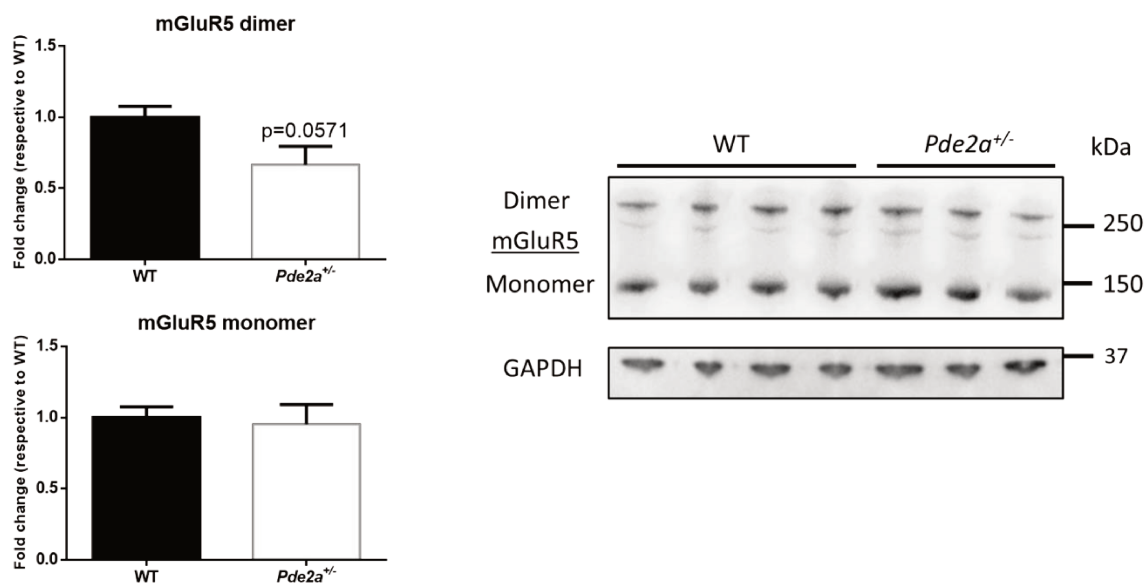 mGluR5 dimer
Fold change (respective to WT)
1.5
1.0
0.5
0.0
p=0.0571
WT
Pde2a+/-
mGluR5 monomer
Fold change (respective to WT)
1.5
1.0
0.5
0.0
WT
Pde2a+/-
WT
Pde2a+/-
kDa
Dimer
mGluR5
Monomer
250
150
GAPDH
37